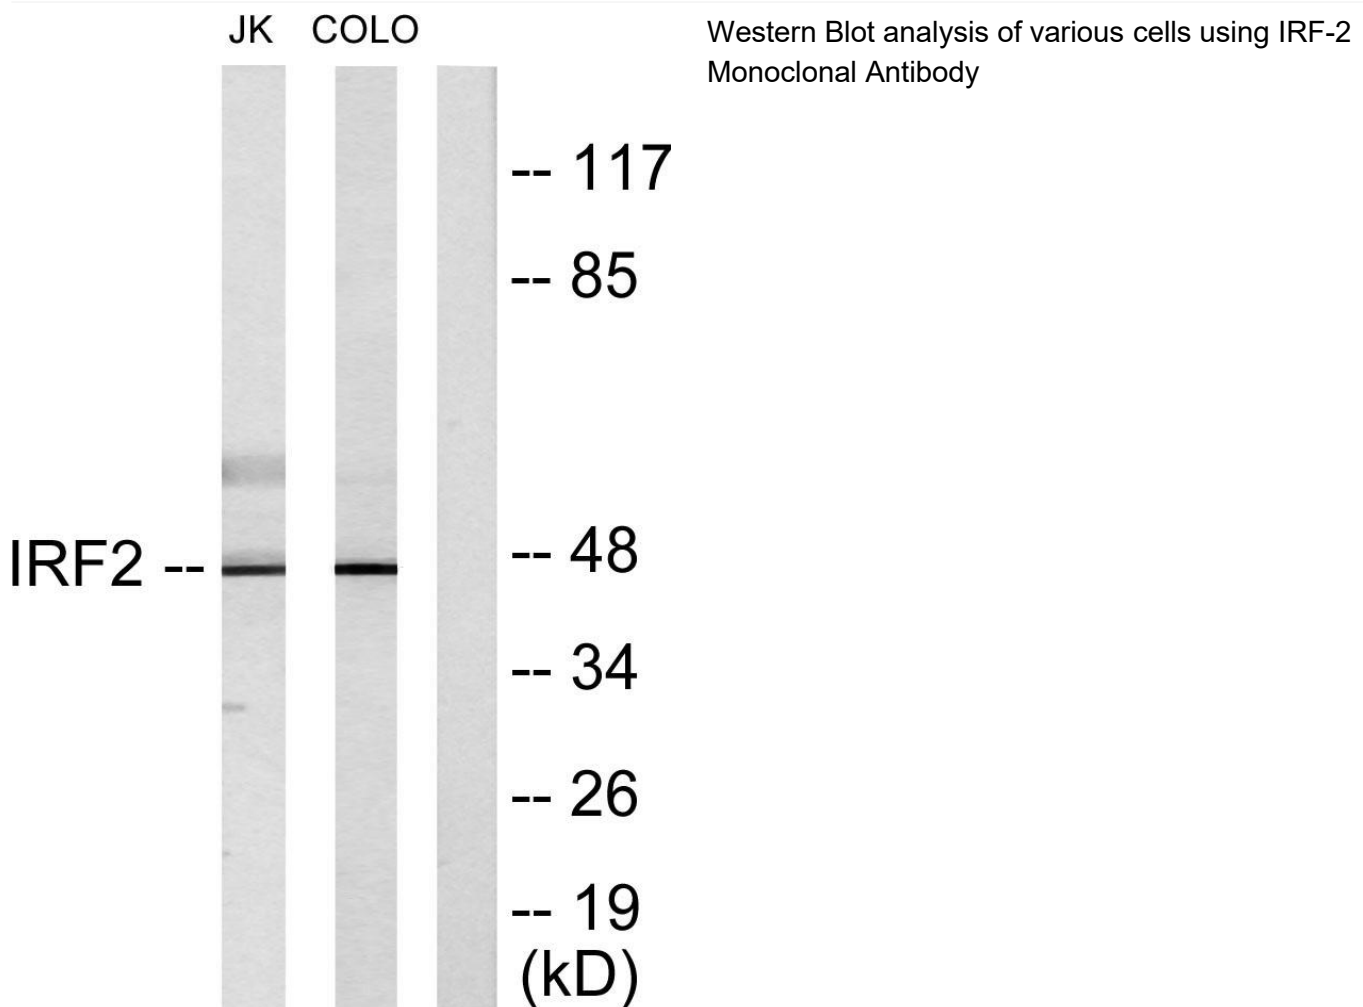 JK COLO
Western Blot analysis of various cells using IRF-2
Monoclonal Antibody
-- 117
-- 85
IRF2 --
-- 48
-- 34
-- 26
-- 19
(kD)